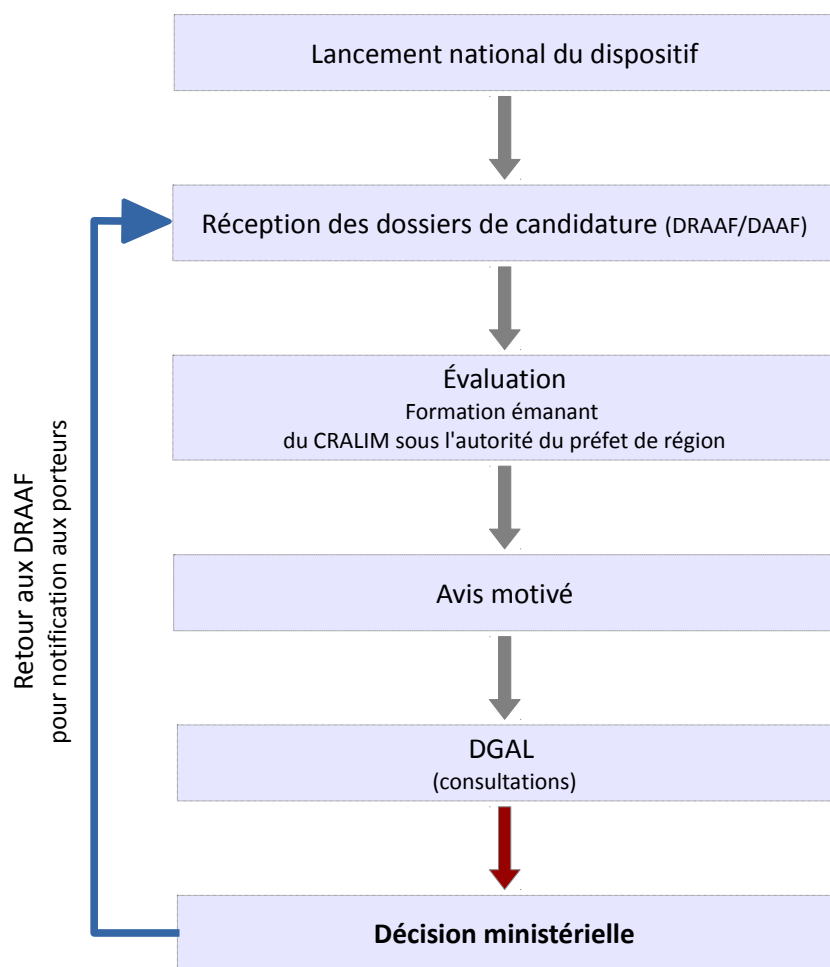 Lancement national du dispositif
Réception des dossiers de candidature (DRAAF/DAAF)
Évaluation
Formation émanant
du CRALIM sous l'autorité du préfet de région
Avis motivé
DGAL
(consultations)
Décision ministérielle
Retour aux DRAAF
pour notification aux porteurs